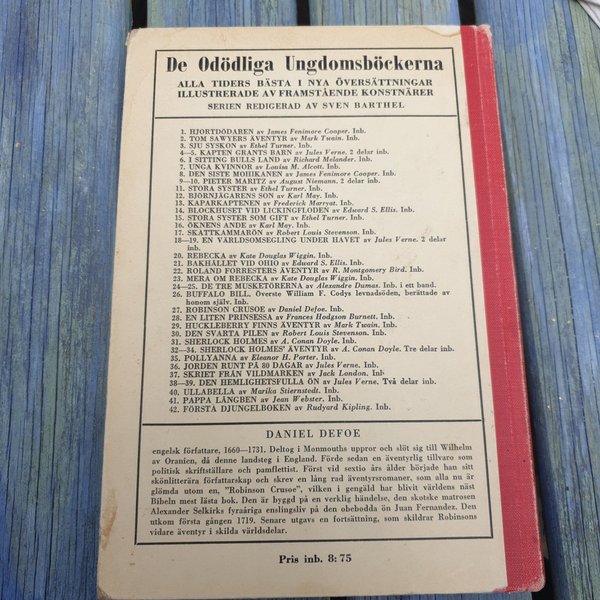 De Odödliga Ungdomsböckerna
ALLA TIDERS BÄSTA I NYA ÖVERSÄTTNINGAR
ILLUSTRERADE AV FRAMSTÅENDE KONSTNÄRER
SERIEN REDIGERAD AV SVEN BARTHEL
1. HJORTDÖDAREN av James Fenimore Cooper. Inb.
2. TOM SAWYERS ÄVENTYR av Mark Twain. Inb.
3. SJU SYSKON av Ethel Turner. Inb.
4—5. KAPTEN GRANTS BARN av Jules Verne. 2 delar inb.
6. I SITTING BULLS LAND av Richard Melander. Inb.
7. UNGA KVINNOR av Louisa M. Alcott. Inb.
8. DEN SISTE MOHIKANEN av James Fenimore Cooper. Inb.
9—10. PIETER MARITZ av August Niemann. 2 delar inb.
11. STORA SYSTER av Ethel Turner. Inb.
12. BJÖRNJÄGARENS SON av Karl May. Inb.
13. KAPARKAPTENEN av Frederick Marryat. Inb.
14. BLOCKHUSET VID LICKINGFLODEN av Edward S. Ellis. Inb.
15. STORA SYSTER SOM GIFT av Ethel Turner. Inb.
16. ÖKNENS ANDE av Karl May. Inb.
17. SKATTKAMMARÖN av Robert Louis Stevenson. Inb.
18—19. EN VÄRLDSOMSEGLING UNDER HAVET av Jules Verne. 2 delar
inb.
20. REBECKA av Kate Douglas Wiggin. Inb.
21. BAKHÅLLET VID OHIO av Edward S. Ellis. Inb.
22. ROLAND FORRESTERS ÄVENTYR av R. Montgomery Bird. Inb.
23. MERA OM REBECKA av Kate Douglas Wiggin. Inb.
24—25. DE TRE MUSKETÖRERNA av Alexandre Dumas. Inb. i ett band.
26. BUFFALO BILL. Överste William F. Codys levnadsöden, berättade av
honom själv. Inb.
27. ROBINSON CRUSOE av Daniel Defoe. Inb.
28. EN LITEN PRINSESSA av Frances Hodgson Burnett. Inb.
29. HUCKLEBERRY FINNS ÄVENTYR av Mark Twain. Inb.
30. DEN SVARTA PILEN av Robert Louis Stevenson. Inb.
31. SHERLOCK HOLMES av A. Conan Doyle. Inb.
32—34. SHERLOCK HOLMES' ÄVENTYR av A. Conan Doyle. Tre delar inb.
35. POLLYANNA av Eleanor H. Porter. Inb.
36. JORDEN RUNT PÅ 80 DAGAR av Jules Verne. Inb.
37. SKRIET FRÅN VILDMARKEN av Jack London. Inb.
38—39. DEN HEMLIGHETSFULLA ÖN av Jules Verne. Två delar inb.
40. ULLABELLA av Marika Stiernstedt. Inb.
41. PAPPA LÅNGBEN av Jean Webster. Inb.
42. FÖRSTA DJUNGELBOKEN av Rudyard Kipling. Inb.
DANIEL DEFOE
engelsk författare, 1660—1731. Deltog i Monmouths uppror och slöt sig till Wilhelm
av Oranien, då denne landsteg i England. Förde sedan en äventyrlig tillvaro som
politisk skriftställare och pamflettist. Först vid sextio års ålder började han sitt
skönlitterära författarskap och skrev en lång rad äventyrsromaner, som alla nu är
glömda utom en, "Robinson Crusoe", vilken i gengäld har blivit världens näst
Bibeln mest lästa bok. Den är byggd på en verklig händelse, den skotske matrosen
Alexander Selkirks fyraåriga enslingsliv på den obebodda ön Juan Fernandez. Den
utkom första gången 1719. Senare utgavs en fortsättning, som skildrar Robinsons
vidare äventyr i skilda världsdelar.
Pris inb. 8:75